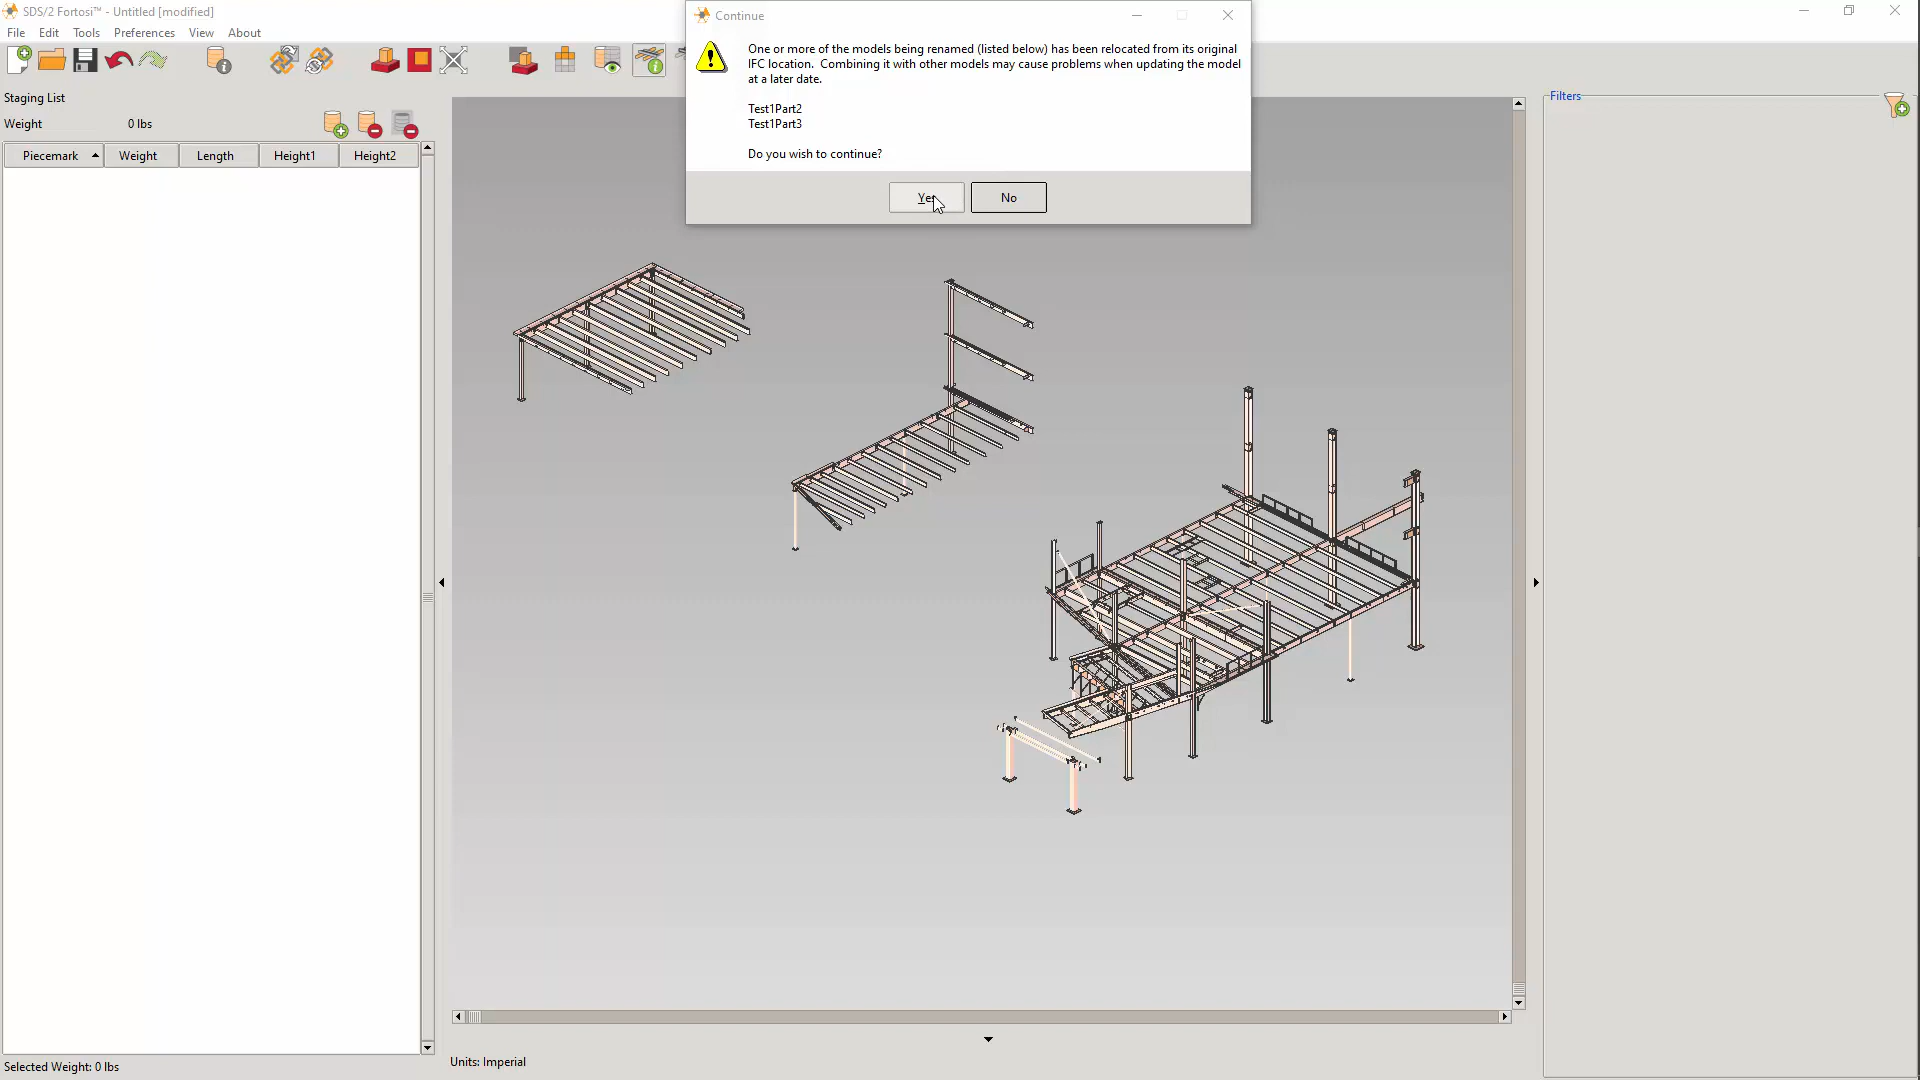 SDS/2 Fortosi™ - Untitled [modified]
File Edit Tools Preferences View About
Continue
One or more of the models being renamed (listed below) has been relocated from its original
IFC location.  Combining it with other models may cause problems when updating the model
at a later date.
Test1Part2
Test1Part3
Do you wish to continue?
Yes No
Staging List
Weight 0 lbs
Piecemark Weight Length Height1 Height2
Filters
Units: Imperial
Selected Weight: 0 lbs